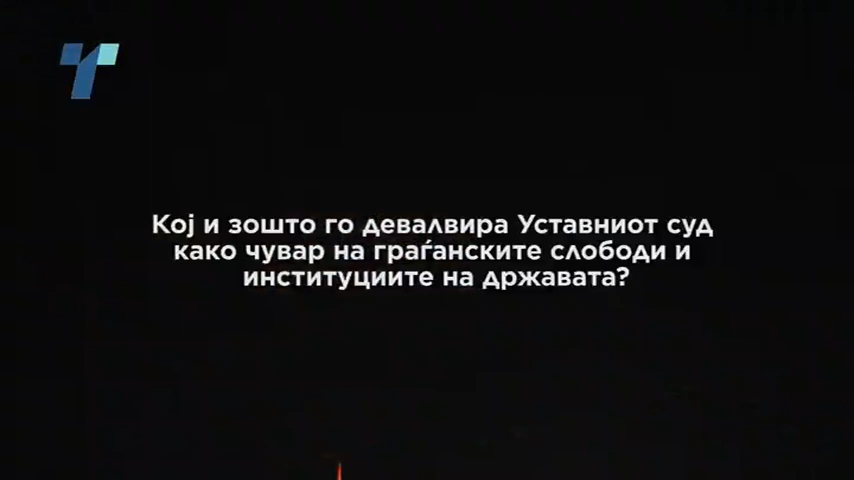 Кој и зошто го девалвира Уставниот суд
како чувар на граѓанските слободи и
институциите на државата?